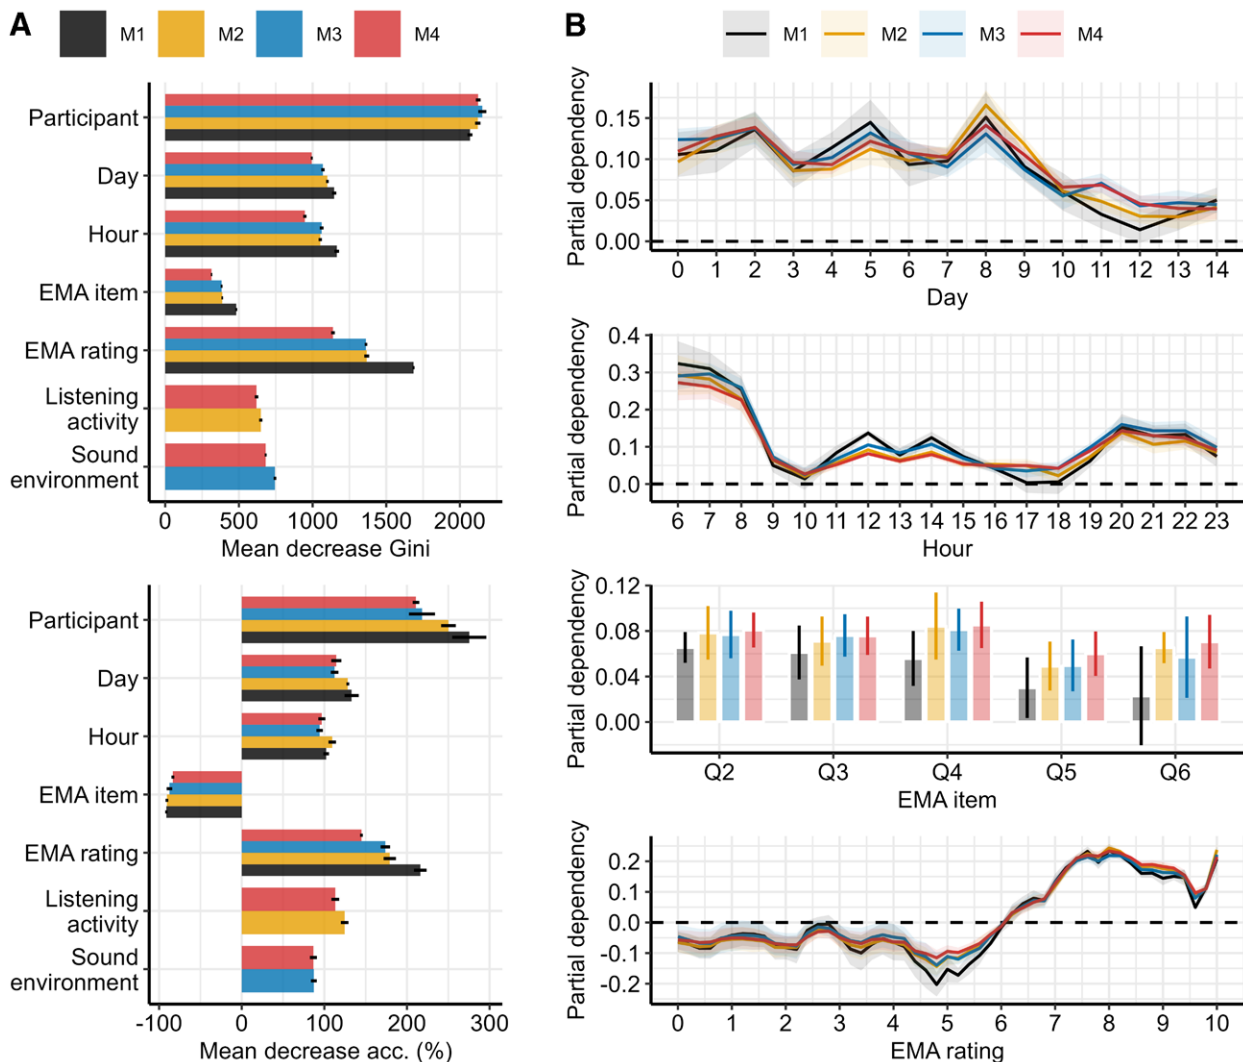 A
M1
M2
M3
M4
Participant
Day
Hour
EMA item
EMA rating
Listening
activity
Sound
environment
0
500
1000
1500
2000
Mean decrease Gini
Participant
Day
Hour
EMA item
EMA rating
Listening
activity
Sound
environment
-100
0
100
200
300
Mean decrease acc. (%)
B
M1
M2
M3
M4
Partial dependency
0.15
0.10
0.05
0.00
0 1 2 3 4 5 6 7 8 9 10 11 12 13 14
Day
Partial dependency
0.4
0.3
0.2
0.1
0.0
6 7 8 9 10 11 12 13 14 15 16 17 18 19 20 21 22 23
Hour
Partial dependency
0.12
0.08
0.04
0.00
Q2 Q3 Q4 Q5 Q6
EMA item
Partial dependency
0.2
0.1
0.0
-0.1
-0.2
0 1 2 3 4 5 6 7 8 9 10
EMA rating